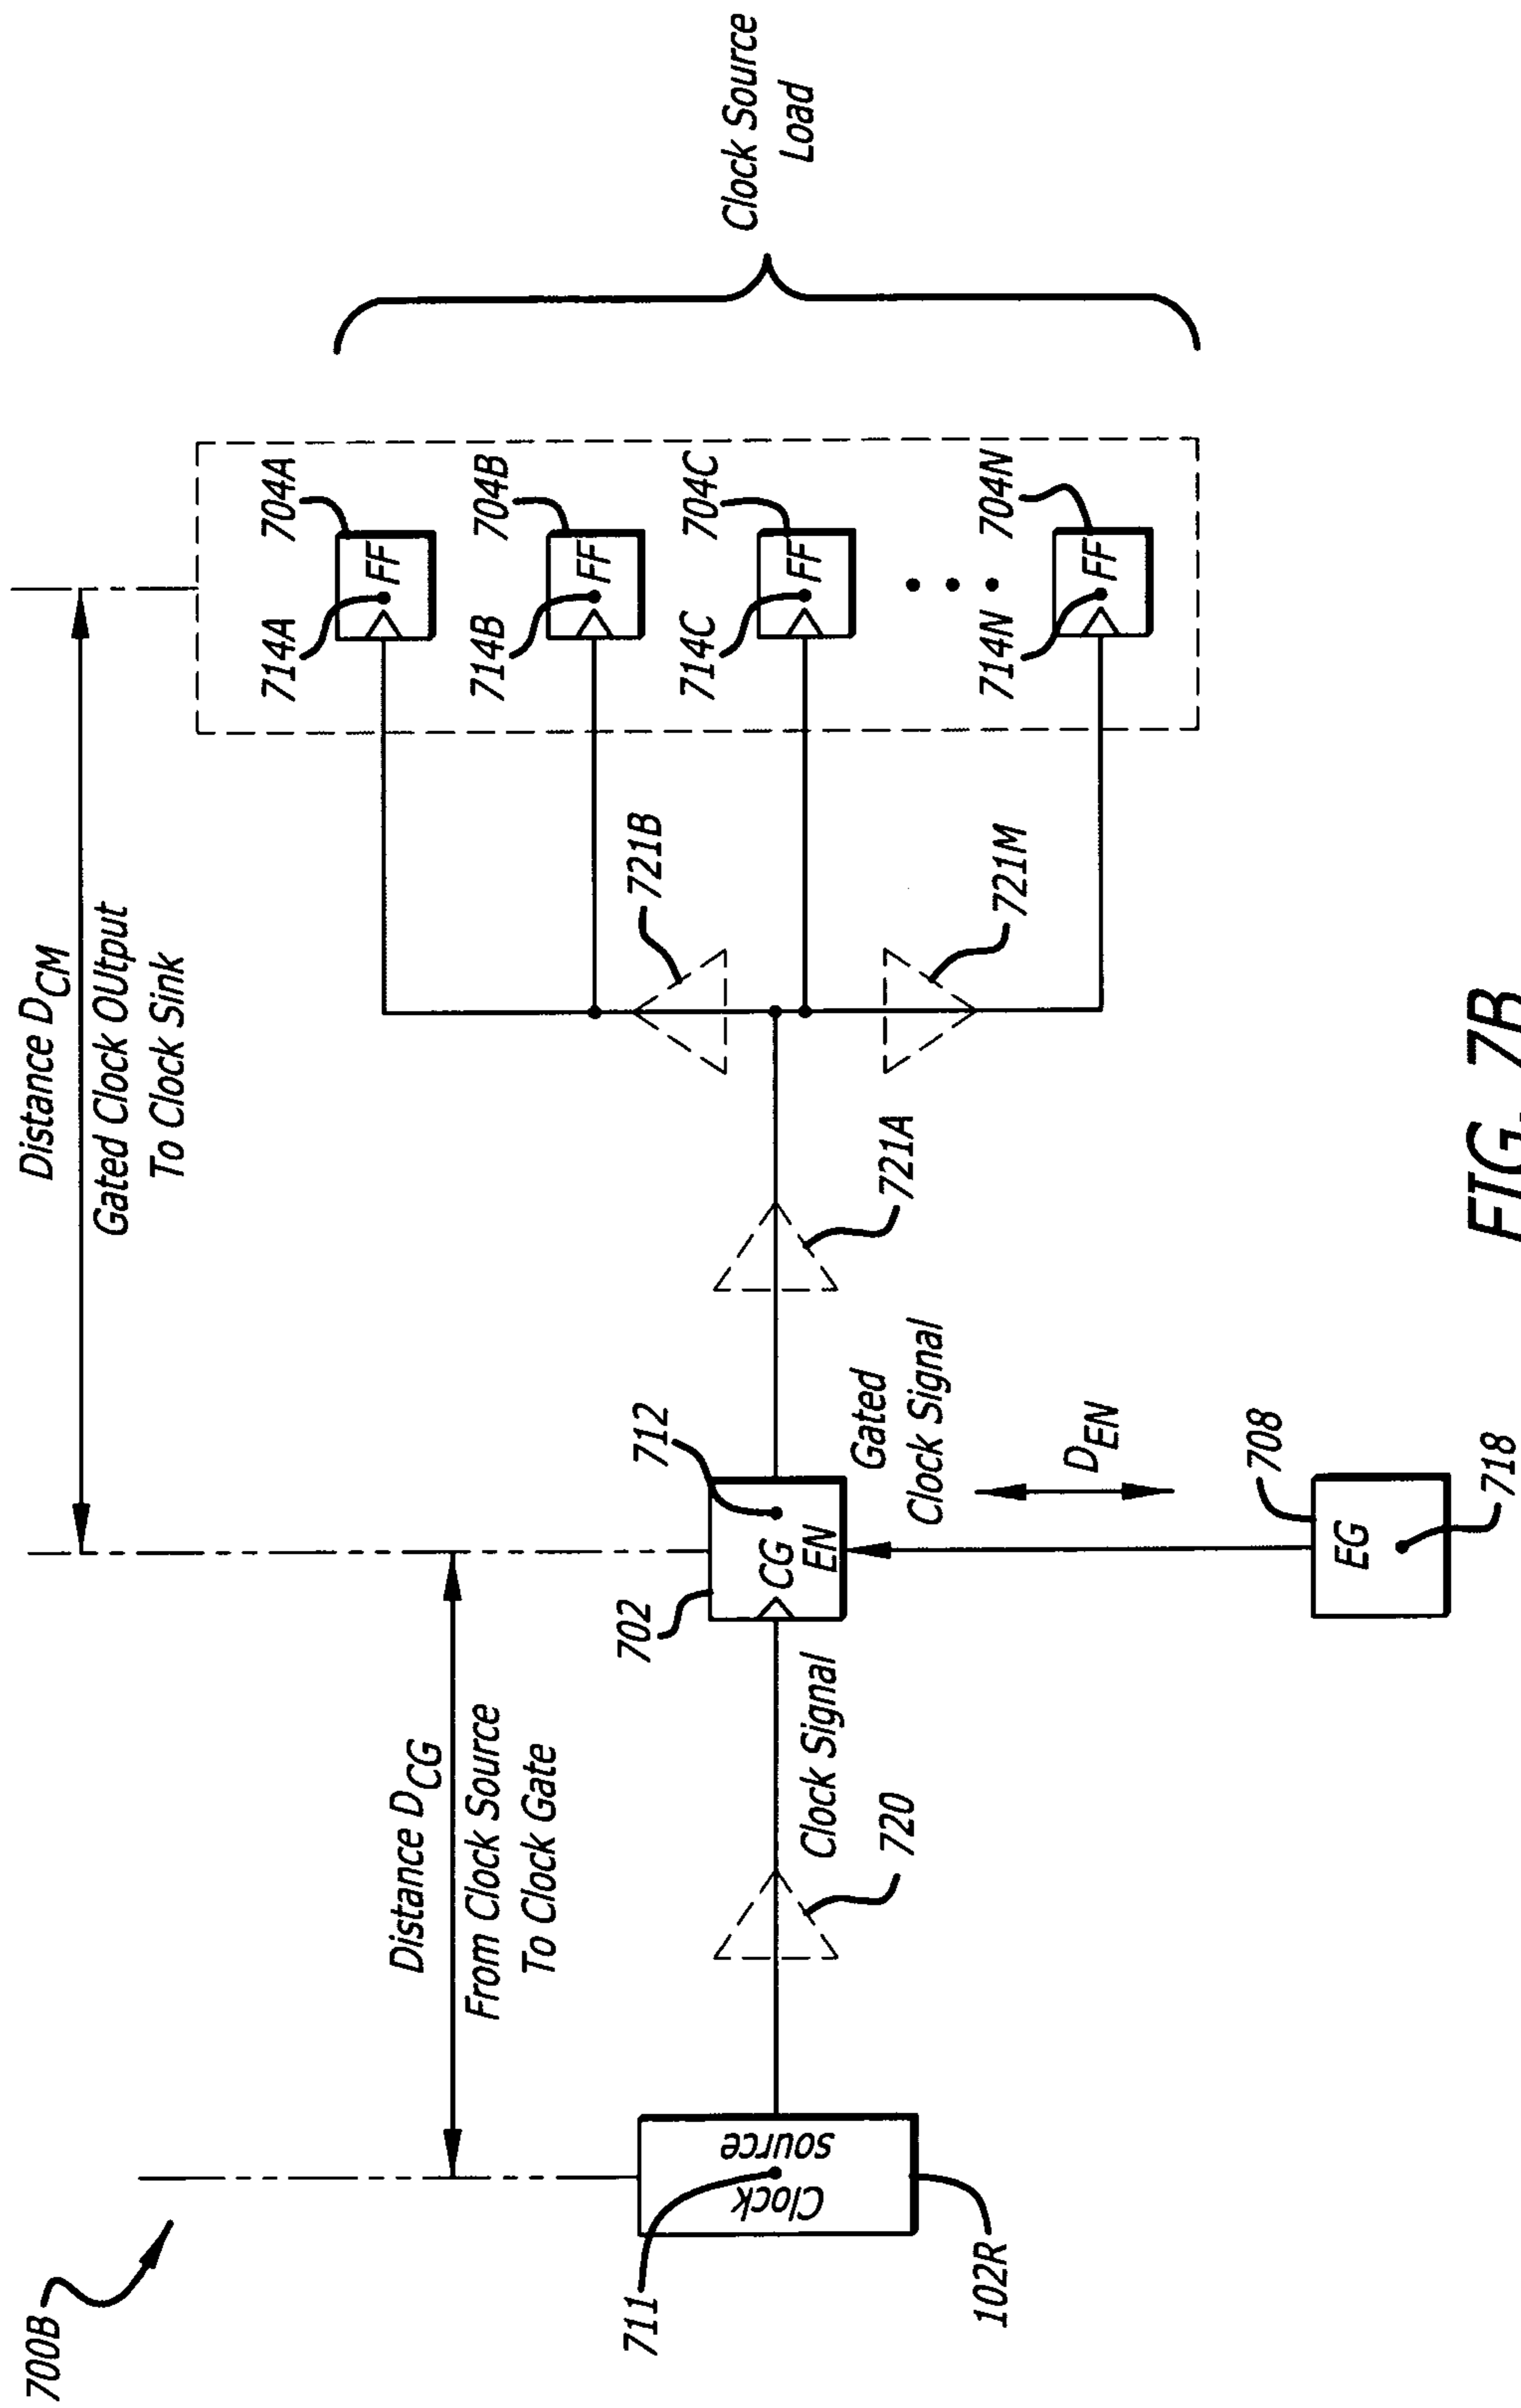 700B
Distance D_CM
Gated Clock OUtput
To Clock Sink
Distance D_CG
From Clock Source
To Clock Gate
714A
704A
FF
714B
704B
FF
714C
704C
FF
714N
704N
FF
Clock Source
Load
721B
721M
721A
711
Clock
source
102R
720
Clock Signal
702
712
CG
EN
Gated
Clock Signal
D_EN
708
EG
718
FIG. 7B